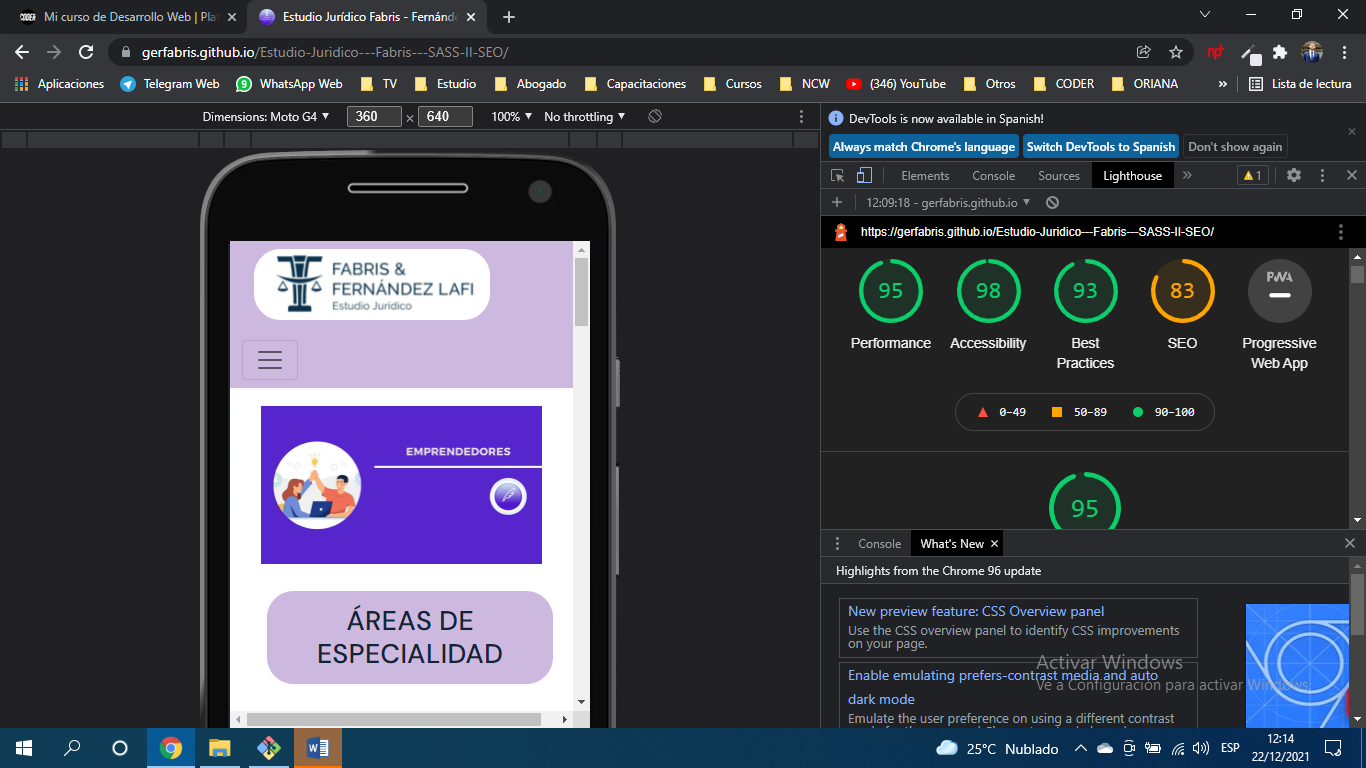 CODER Mi curso de Desarrollo Web | Pla
Estudio Jurídico Fabris - Fernánde
gerfabris.github.io/Estudio-Juridico---Fabris---SASS-II-SEO/
Aplicaciones Telegram Web WhatsApp Web TV Estudio Abogado Capacitaciones Cursos NCW (346) YouTube Otros CODER ORIANA » Lista de lectura
Dimensions: Moto G4 ▼ 360 × 640 100% ▼ No throttling ▼
DevTools is now available in Spanish!
Always match Chrome's language Switch DevTools to Spanish Don't show again
Elements Console Sources Lighthouse » 1
12:09:18 - gerfabris.github.io ▼
https://gerfabris.github.io/Estudio-Juridico---Fabris---SASS-II-SEO/
FABRIS &
FERNÁNDEZ LAFI
Estudio Jurídico
EMPRENDEDORES
ÁREAS DE
ESPECIALIDAD
95 98 93 83 PWA
Performance Accessibility Best Practices SEO Progressive Web App
0–49 50–89 90–100
95
Console What's New ×
Highlights from the Chrome 96 update
New preview feature: CSS Overview panel
Use the CSS overview panel to identify CSS improvements
on your page.
Enable emulating prefers-contrast media and auto
dark mode
Emulate the user preference on using a different contrast
Activar Windows
Ve a Configuración para activar Windows.
25°C Nublado ESP 12:14
22/12/2021